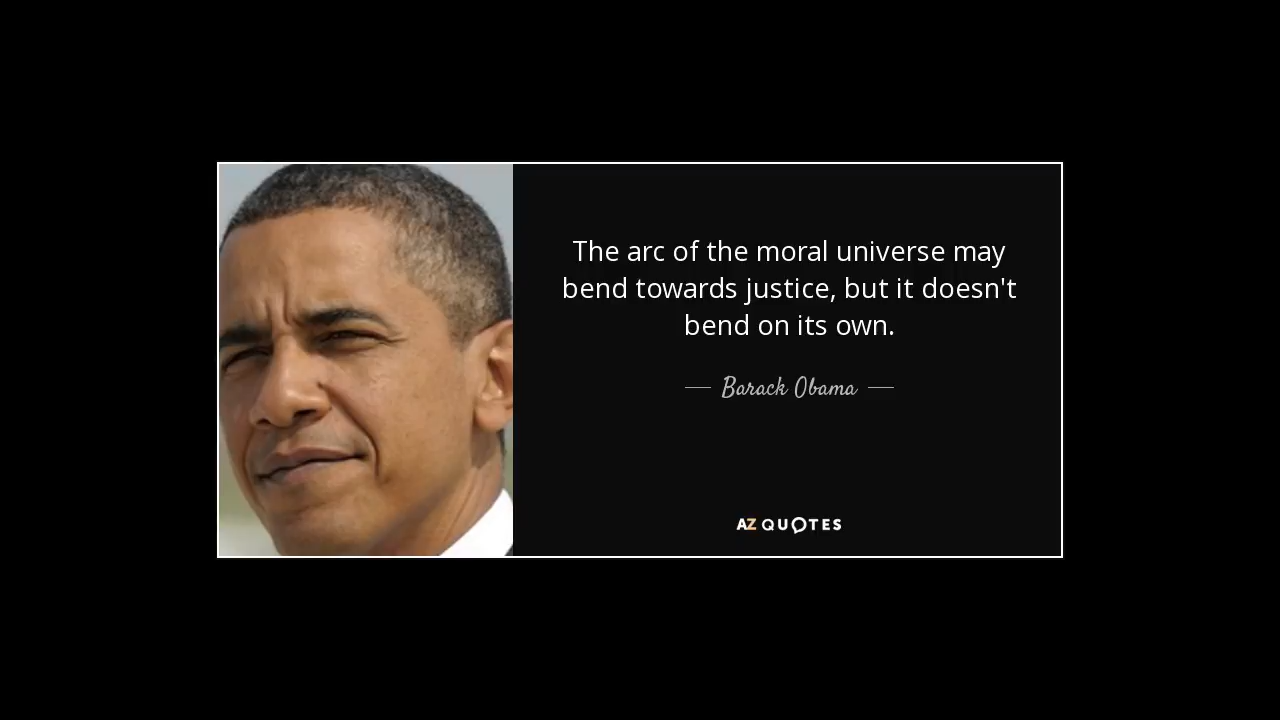 The arc of the moral universe may
bend towards justice, but it doesn't
bend on its own.
Barack Obama
AZ QUOTES